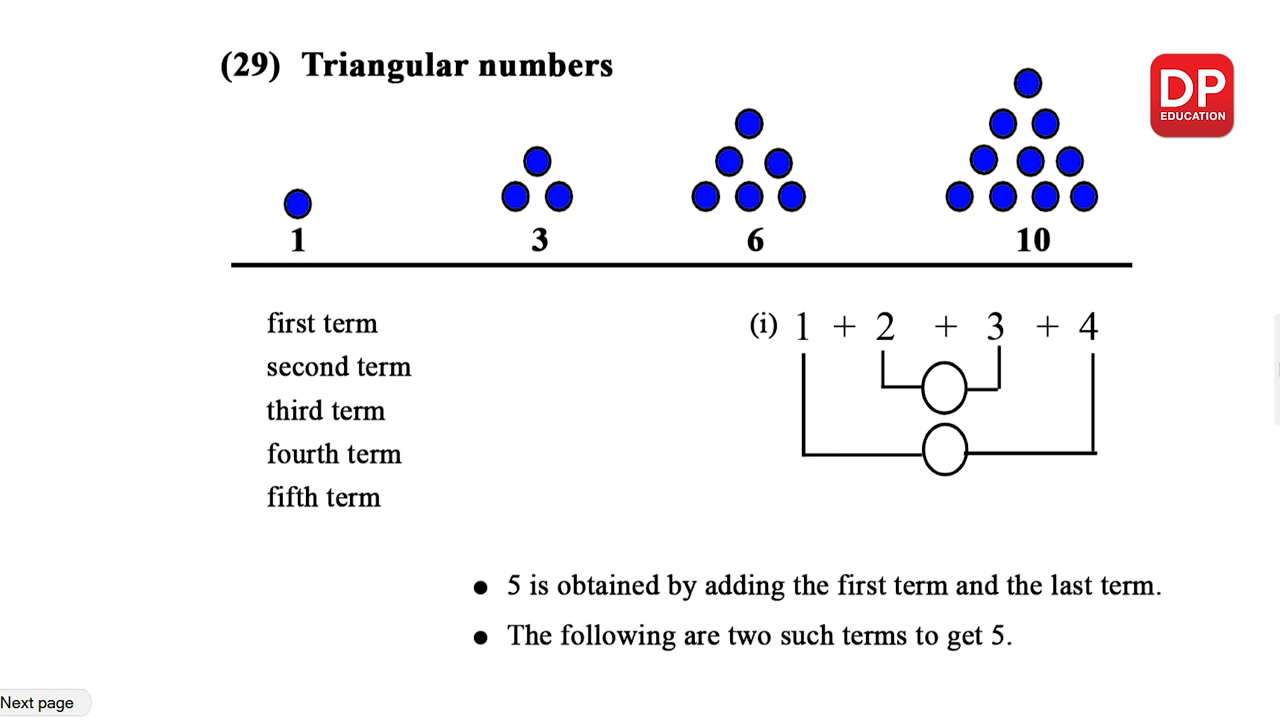 (29) Triangular numbers
DP
EDUCATION
1 3 6 10
first term
second term
third term
fourth term
fifth term
(i) 1 + 2 + 3 + 4
• 5 is obtained by adding the first term and the last term.
• The following are two such terms to get 5.
Next page